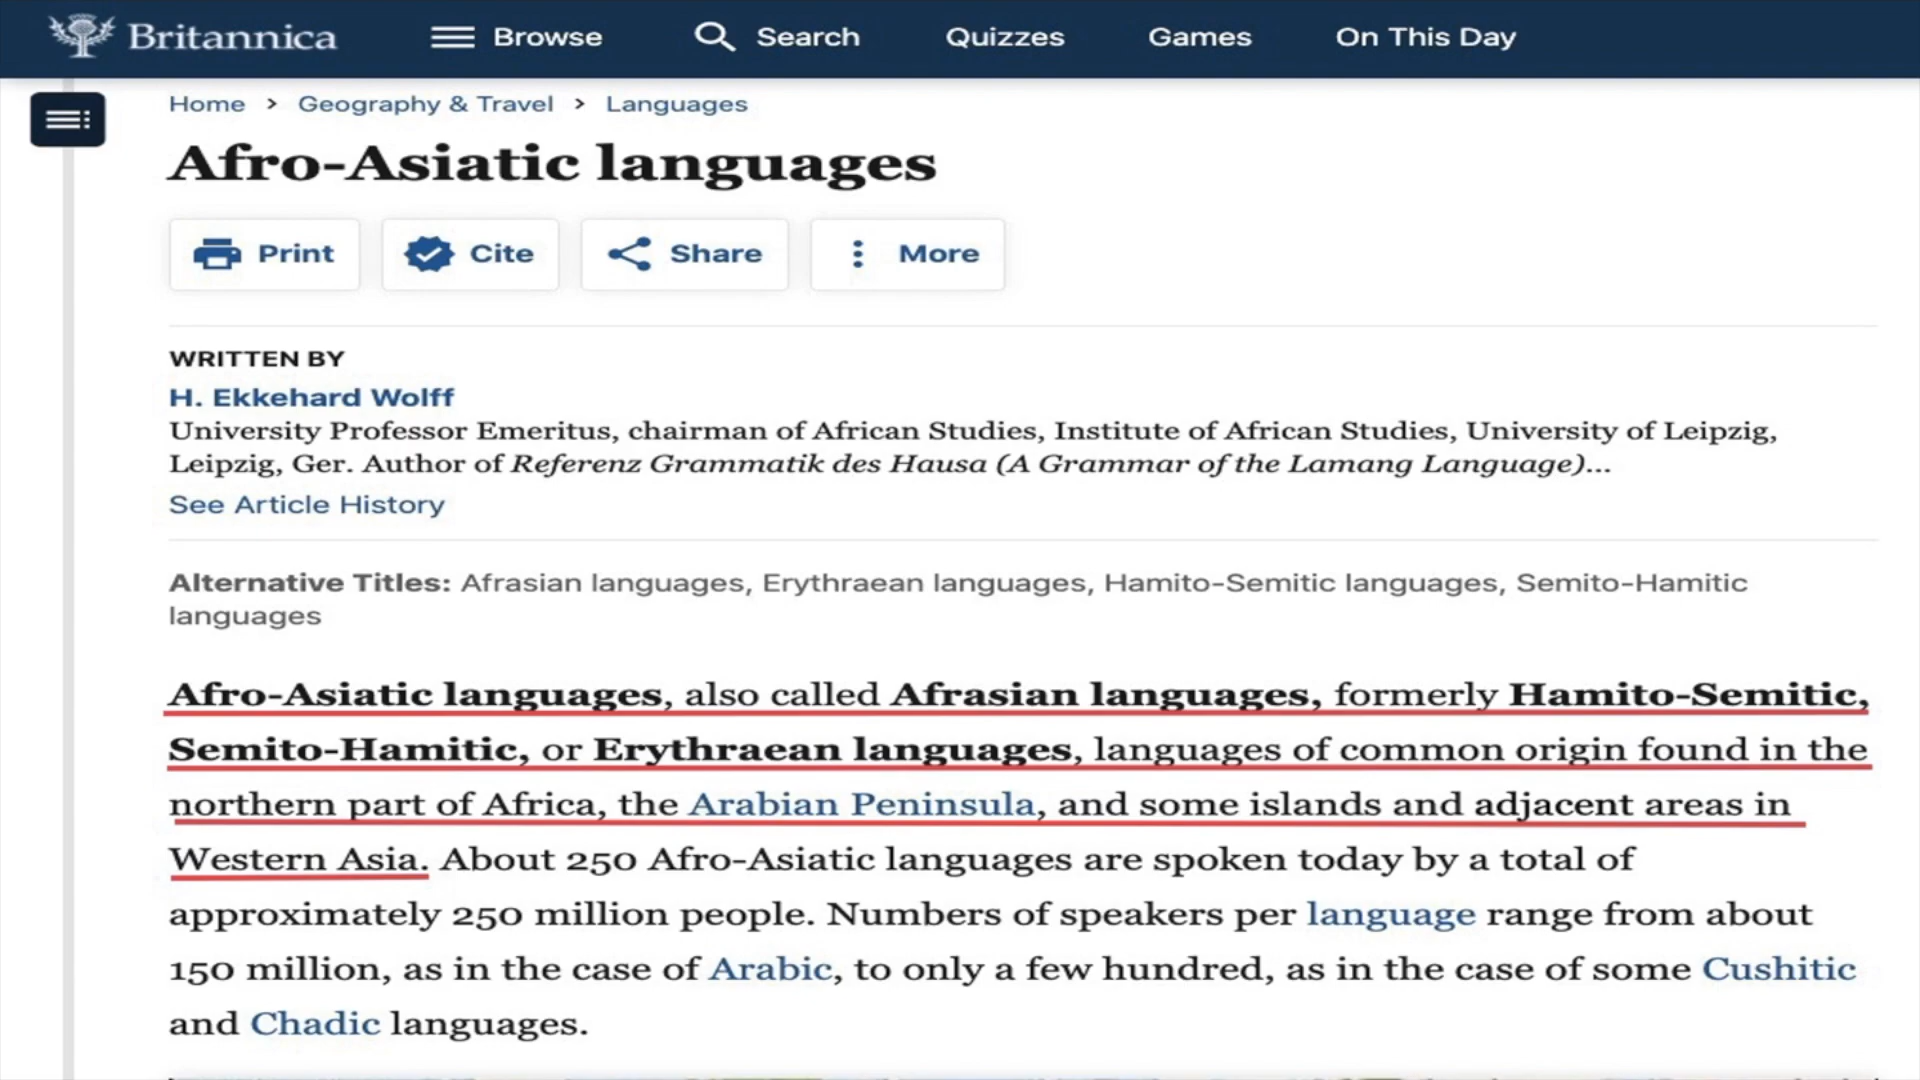 Britannica Browse Search Quizzes Games On This Day
Home > Geography & Travel > Languages
Afro-Asiatic languages
Print Cite Share More
WRITTEN BY
H. Ekkehard Wolff
University Professor Emeritus, chairman of African Studies, Institute of African Studies, University of Leipzig,
Leipzig, Ger. Author of Referenz Grammatik des Hausa (A Grammar of the Lamang Language)...
See Article History
Alternative Titles: Afrasian languages, Erythraean languages, Hamito-Semitic languages, Semito-Hamitic
languages
Afro-Asiatic languages, also called Afrasian languages, formerly Hamito-Semitic,
Semito-Hamitic, or Erythraean languages, languages of common origin found in the
northern part of Africa, the Arabian Peninsula, and some islands and adjacent areas in
Western Asia. About 250 Afro-Asiatic languages are spoken today by a total of
approximately 250 million people. Numbers of speakers per language range from about
150 million, as in the case of Arabic, to only a few hundred, as in the case of some Cushitic
and Chadic languages.